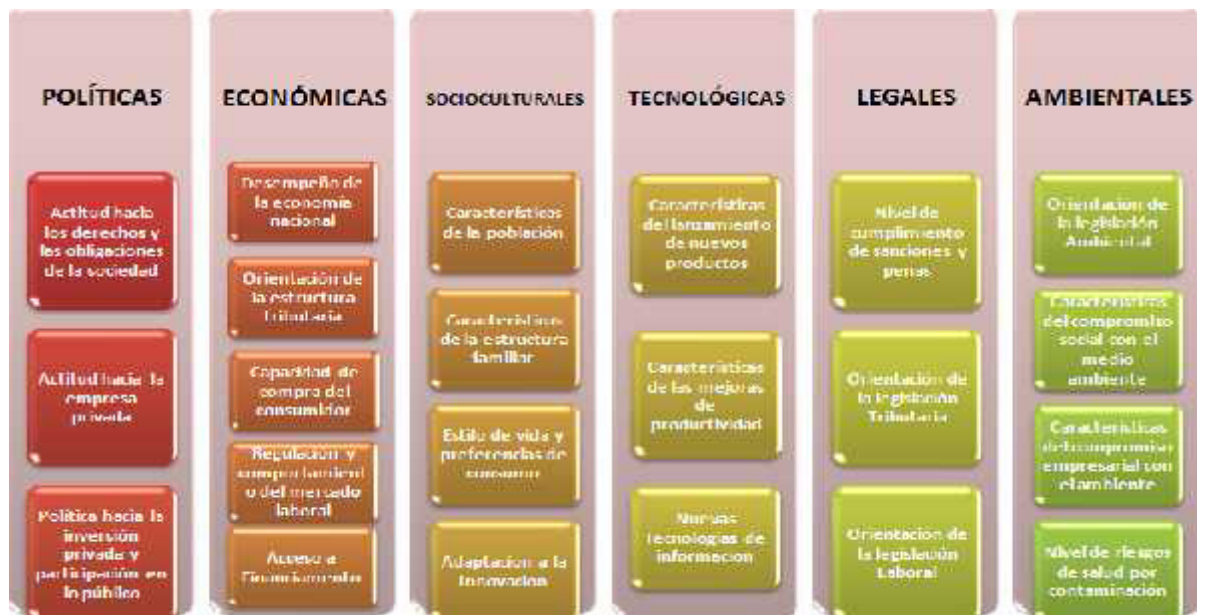 POLÍTICAS
Actitud hacia
los derechos y
las obligaciones
de la sociedad
Actitud hacia la
empresa
privada
Política hacia la
inversión
privada y
participación en
lo público
ECONÓMICAS
Desempeño de
la economía
nacional
Orientación de
la estructura
tributaria
Capacidad de
compra del
consumidor
Regulación y
comportamient
o del mercado
laboral
Acceso a
Financiamiento
SOCIOCULTURALES
Características
de la población
Características
de la estructura
familiar
Estilo de vida y
preferencias de
consumo
Adaptacion a la
Innovacion
TECNOLÓGICAS
Características
del lanzamiento
de nuevos
productos
Características
de las mejoras
de
productividad
Nuevas
Tecnologias de
informacion
LEGALES
Nivel de
cumplimiento
de sanciones y
penas
Orientación de
la legislación
Tributaria
Orientacion de
la legislación
Laboral
AMBIENTALES
Orientacion de
la legislación
Ambiental
Características
del compromiso
social con el
medio
ambiente
Características
del compromiso
empresarial con
el ambiente
Nivel de riesgos
de salud por
contaminación